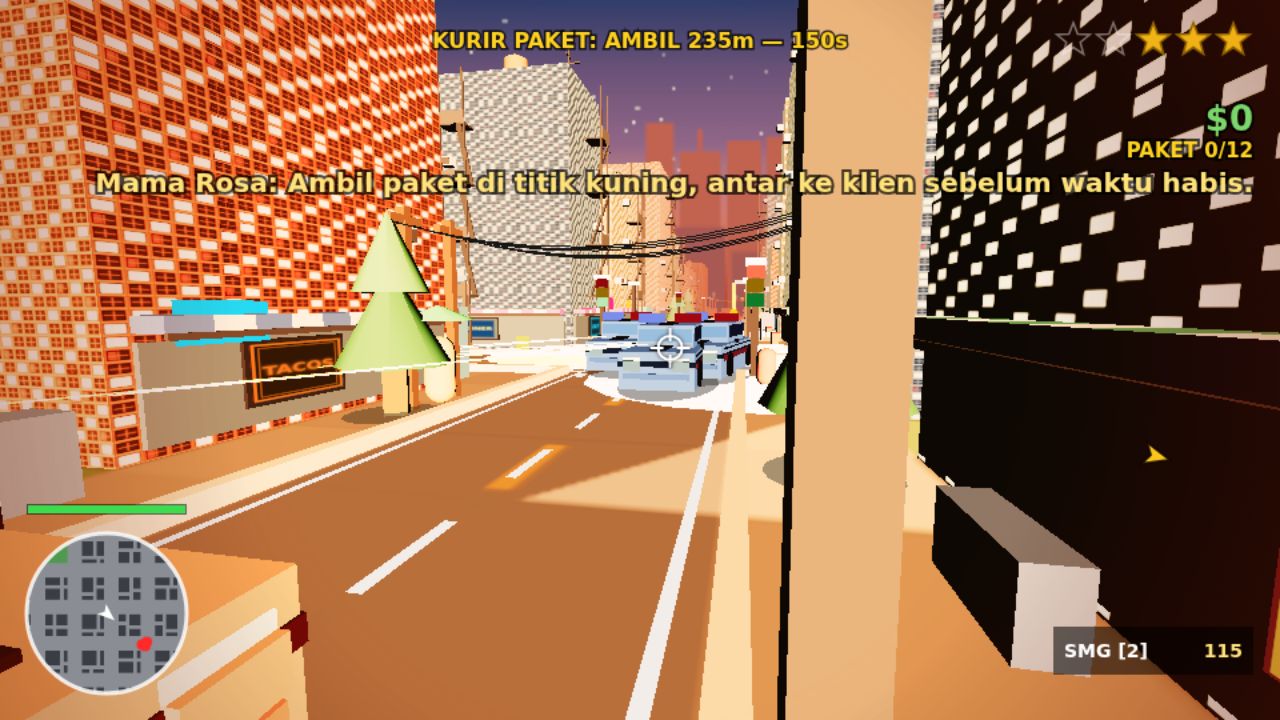 KURIR PAKET: AMBIL 235m — 150s
$0
PAKET 0/12
Mama Rosa: Ambil paket di titik kuning, antar ke klien sebelum waktu habis.
TACOS
SMG [2] 115